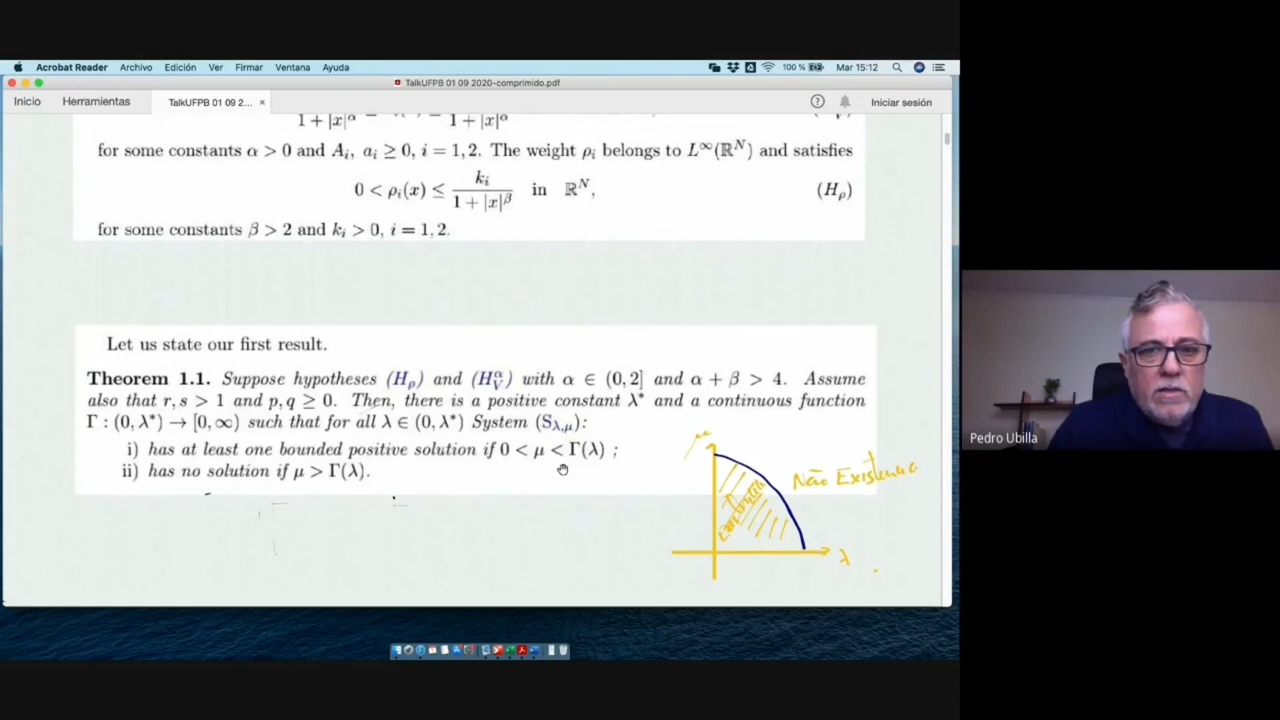 Acrobat Reader Archivo Edición Ver Firmar Ventana Ayuda 100 % Mar 15:12
TalkUFPB 01 09 2020-comprimido.pdf
Inicio Herramientas TalkUFPB 01 09 2... × Iniciar sesión
1 + |x|^α 1 + |x|^α
for some constants α > 0 and A_i, a_i ≥ 0, i = 1, 2. The weight ρ_i belongs to L^∞(ℝ^N) and satisfies
0 < ρ_i(x) ≤ k_i / (1 + |x|^β) in ℝ^N, (H_ρ)
for some constants β > 2 and k_i > 0, i = 1, 2.
Let us state our first result.
Theorem 1.1. Suppose hypotheses (H_ρ) and (H_V^α) with α ∈ (0, 2] and α + β > 4. Assume
also that r, s > 1 and p, q ≥ 0. Then, there is a positive constant λ* and a continuous function
Γ : (0, λ*) → [0, ∞) such that for all λ ∈ (0, λ*) System (S_{λ,μ}):
i) has at least one bounded positive solution if 0 < μ < Γ(λ) ;
ii) has no solution if μ > Γ(λ).
μ
Não Existenc
λ
Pedro Ubilla